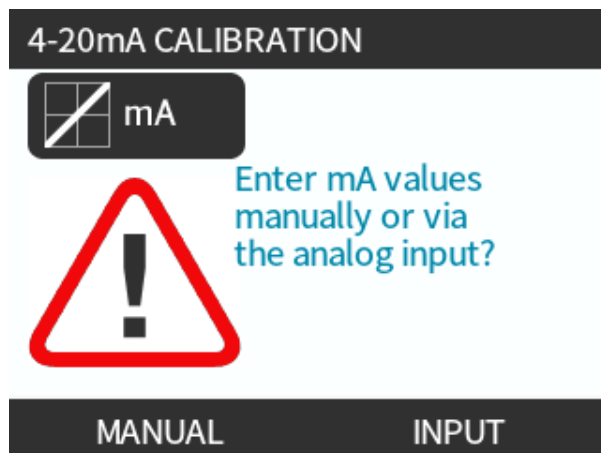 4-20mA CALIBRATION
mA
Enter mA values
manually or via
the analog input?
!
MANUAL
INPUT